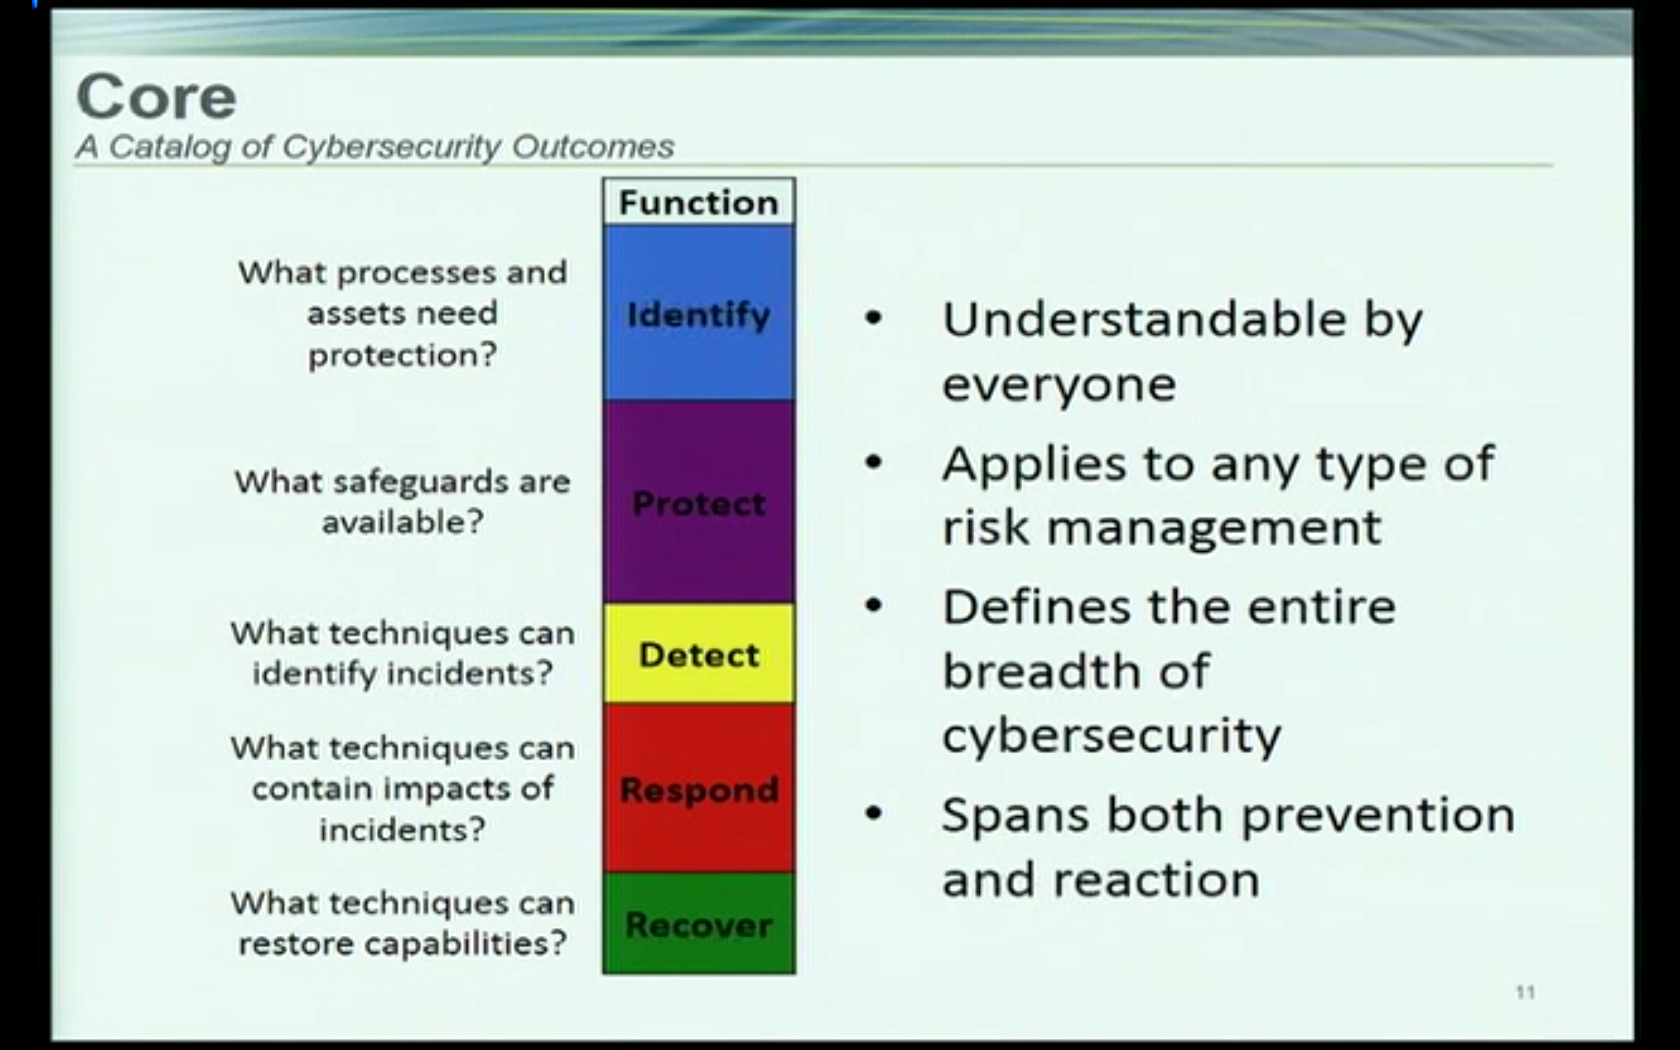 Core
A Catalog of Cybersecurity Outcomes
Function
What processes and
assets need
protection?
Identify
What safeguards are
available?
Protect
What techniques can
identify incidents?
Detect
What techniques can
contain impacts of
incidents?
Respond
What techniques can
restore capabilities?
Recover
• Understandable by
everyone
• Applies to any type of
risk management
• Defines the entire
breadth of
cybersecurity
• Spans both prevention
and reaction
11